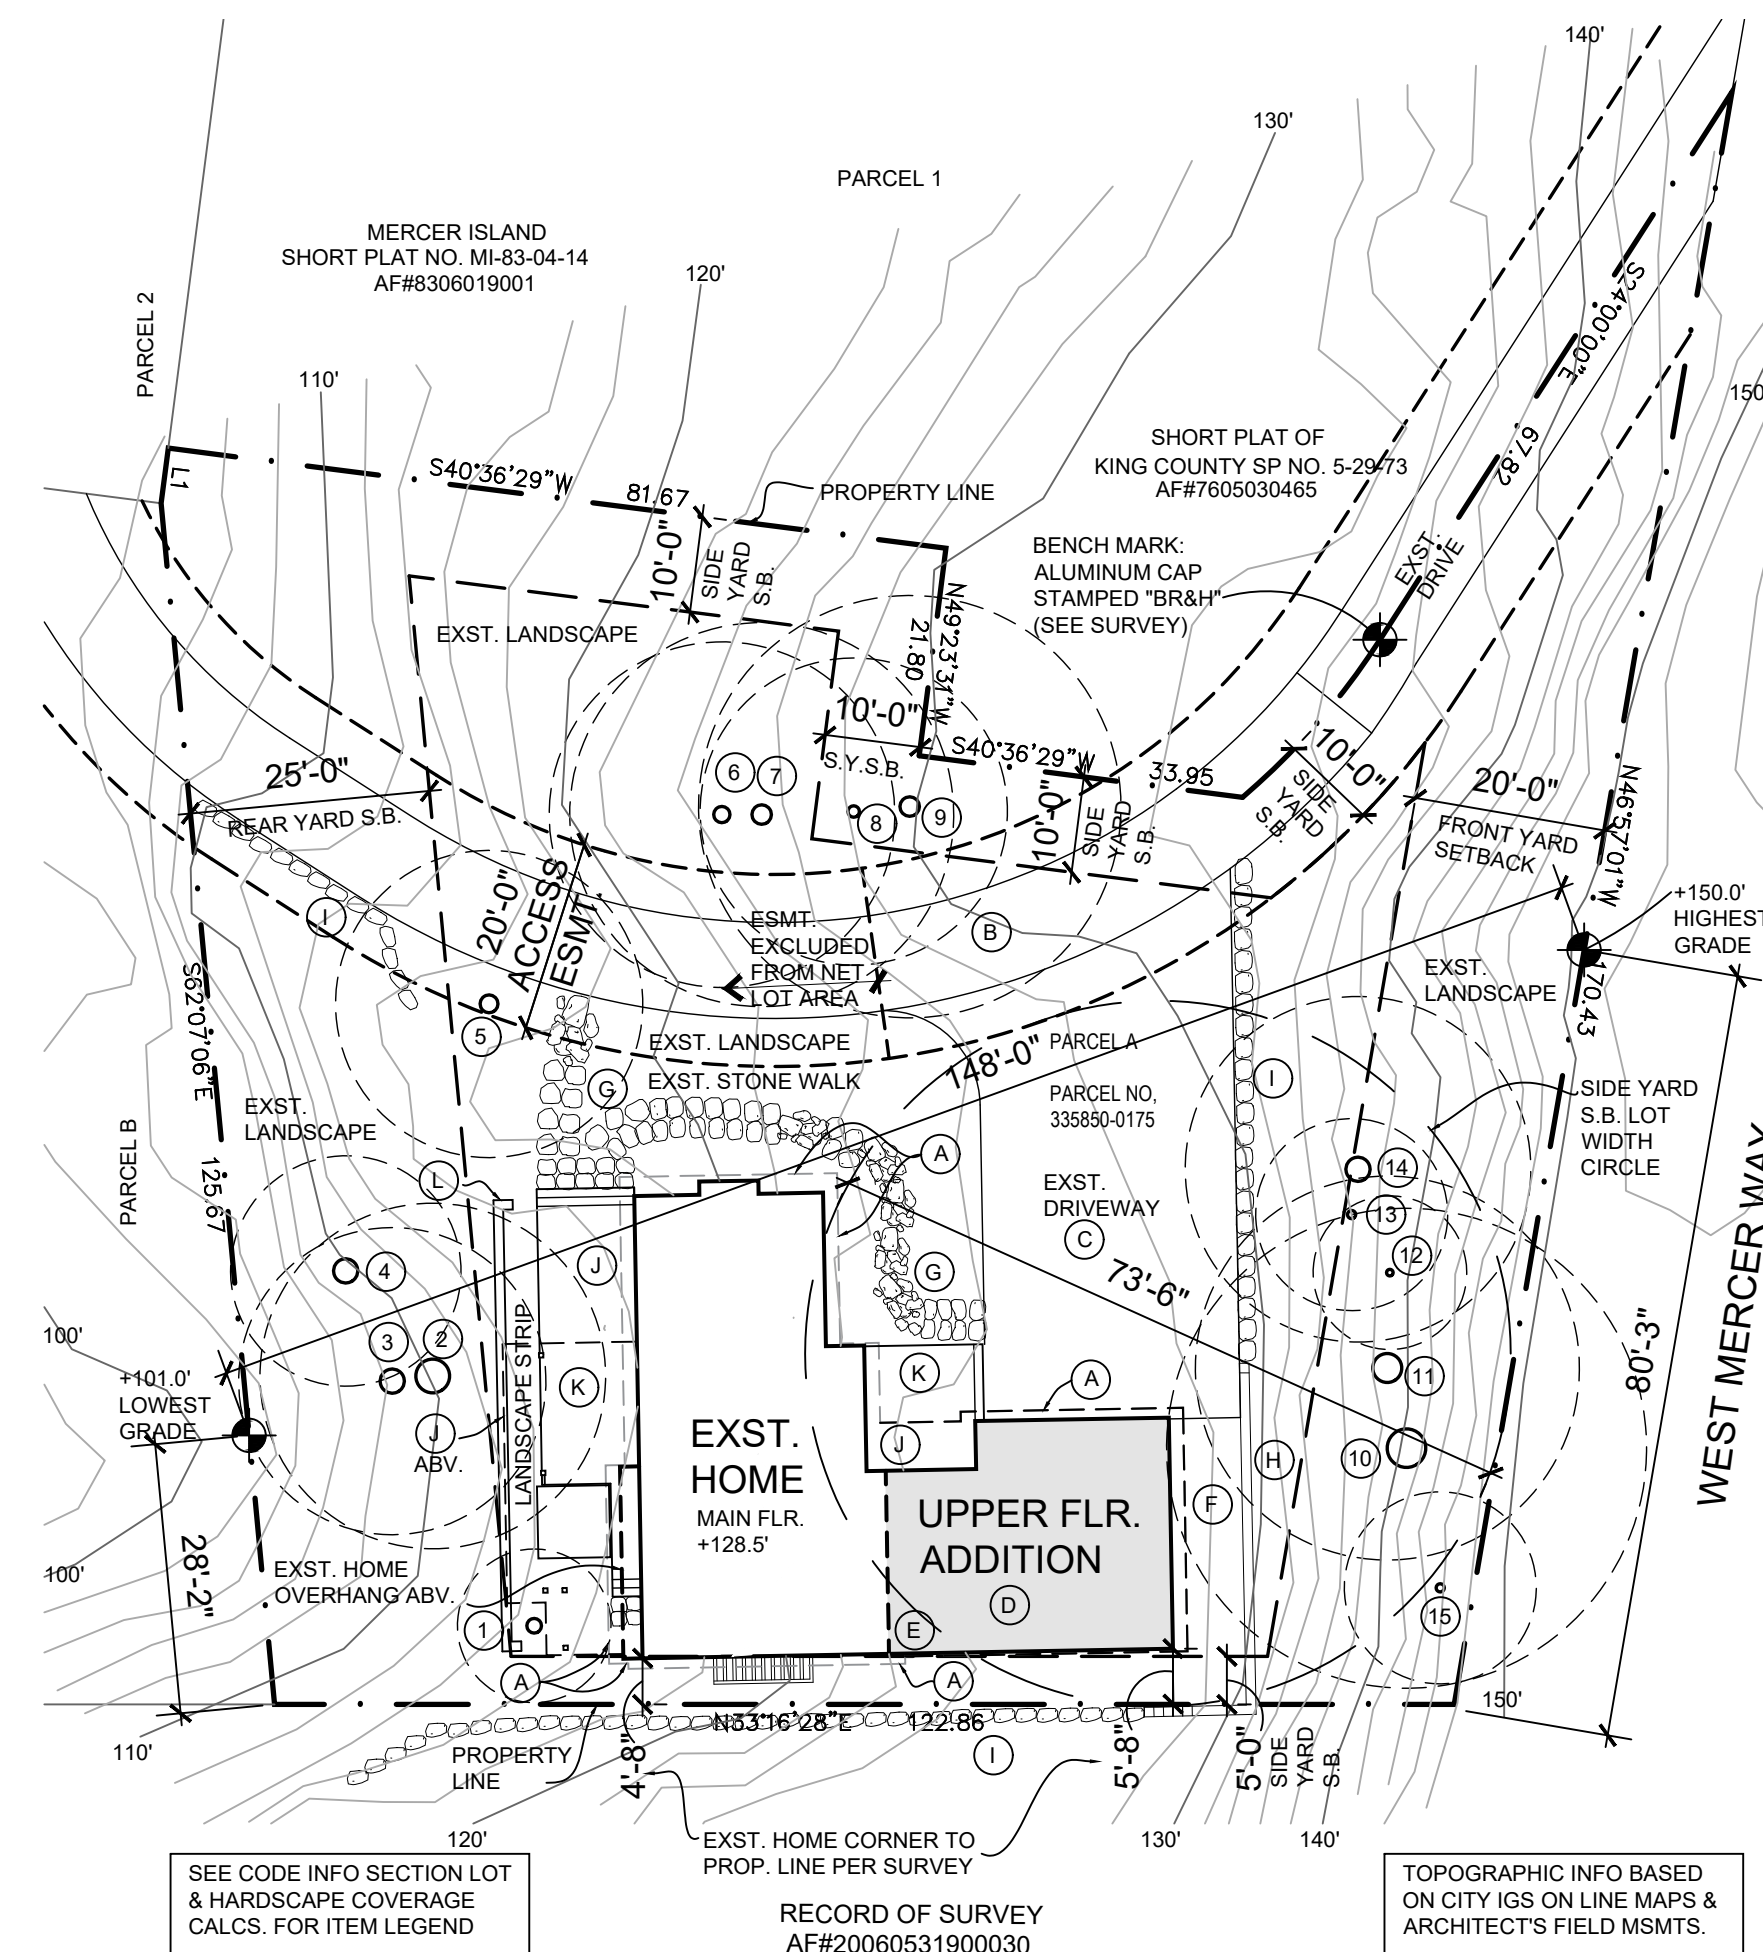 140'
130'
PARCEL 1
MERCER ISLAND
SHORT PLAT NO. MI-83-04-14
AF#8306019001
120'
PARCEL 2
110'
S24°00'00"E
67.82
150'
SHORT PLAT OF
KING COUNTY SP NO. 5-29-73
AF#7605030465
L1
S40°36'29"W
81.67
PROPERTY LINE
10'-0"
SIDE
YARD
S.B.
BENCH MARK:
ALUMINUM CAP
STAMPED "BR&H"
(SEE SURVEY)
EXST.
DRIVE
EXST. LANDSCAPE
N49°23'31"W
21.80
10'-0"
S.Y.S.B.
S40°36'29"W
33.95
10'-0"
SIDE
YARD
S.B.
10'-0"
SIDE
YARD
S.B.
20'-0"
FRONT YARD
SETBACK
N46°57'01"W
170.43
25'-0"
REAR YARD S.B.
6
7
8
9
+150.0'
HIGHEST
GRADE
I
20'-0"
ACCESS
ESMT.
ESMT.
EXCLUDED
FROM NET
LOT AREA
B
EXST.
LANDSCAPE
S62°07'06"E
125.67
5
EXST. LANDSCAPE
148'-0"
PARCEL A
G
EXST. STONE WALK
PARCEL NO,
335850-0175
I
SIDE YARD
S.B. LOT
WIDTH
CIRCLE
EXST.
LANDSCAPE
PARCEL B
L
A
EXST.
DRIVEWAY
C
14
13
12
WEST MERCER WAY
4
J
G
73'-6"
100'
3
2
LANDSCAPE STRIP
K
K
A
11
80'-3"
+101.0'
LOWEST
GRADE
J
ABV.
EXST.
HOME
MAIN FLR.
+128.5'
J
H
10
F
UPPER FLR.
ADDITION
D
E
100'
28'-2"
EXST. HOME
OVERHANG ABV.
1
15
A
A
150'
N33°16'28"E
122.86
110'
PROPERTY
LINE
4'-8"
I
5'-8"
5'-0"
SIDE
YARD
S.B.
120'
EXST. HOME CORNER TO
PROP. LINE PER SURVEY
130'
140'
SEE CODE INFO SECTION LOT
& HARDSCAPE COVERAGE
CALCS. FOR ITEM LEGEND
RECORD OF SURVEY
AF#20060531900030
TOPOGRAPHIC INFO BASED
ON CITY IGS ON LINE MAPS &
ARCHITECT'S FIELD MSMTS.